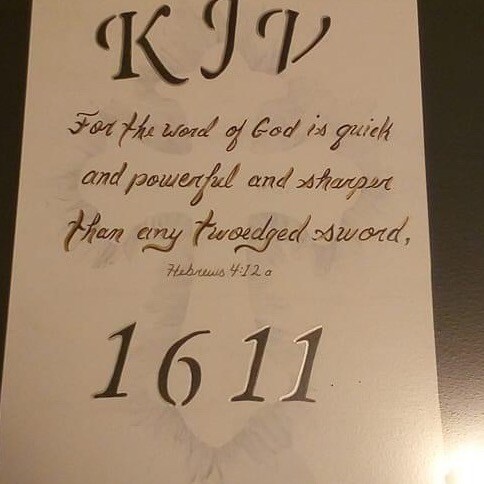 KJV
For the word of God is quick
and powerful and sharper
than any twoedged sword,
Hebrews 4:12 a
1611